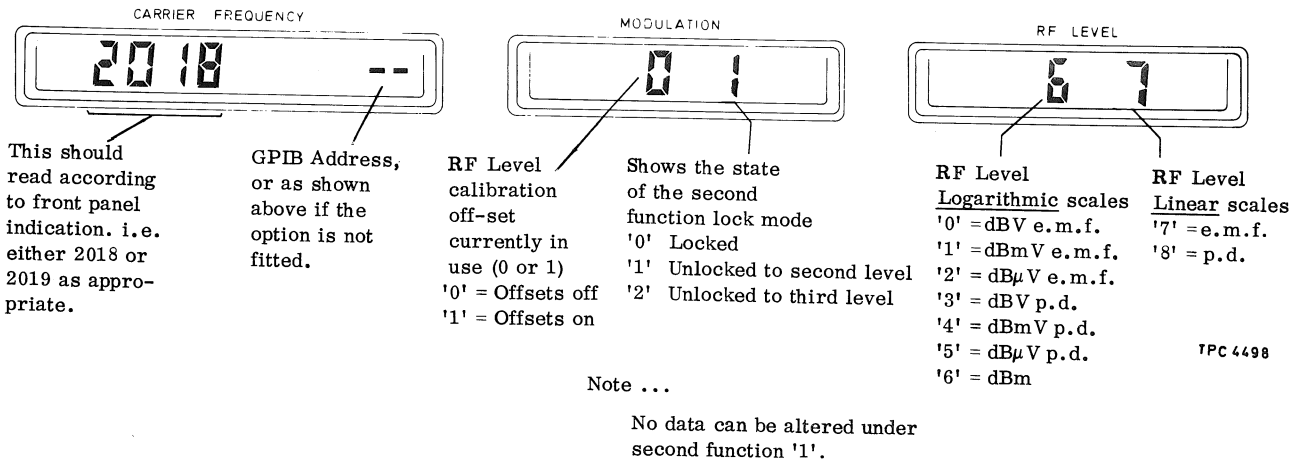 CARRIER FREQUENCY
2018 --
This should
read according
to front panel
indication. i.e.
either 2018 or
2019 as appro-
priate.
GPIB Address,
or as shown
above if the
option is not
fitted.
MODULATION
0 1
RF Level
calibration
off-set
currently in
use (0 or 1)
'0' = Offsets off
'1' = Offsets on
Shows the state
of the second
function lock mode
'0' Locked
'1' Unlocked to second level
'2' Unlocked to third level
RF LEVEL
6 7
RF Level
Logarithmic scales
'0' =dBV e.m.f.
'1' =dBmV e.m.f.
'2' =dBμV e.m.f.
'3' = dBV p.d.
'4' = dBmV p.d.
'5' = dBμV p.d.
'6' = dBm
RF Level
Linear scales
'7' =e.m.f.
'8' =p.d.
TPC 4498
Note ...
No data can be altered under
second function '1'.